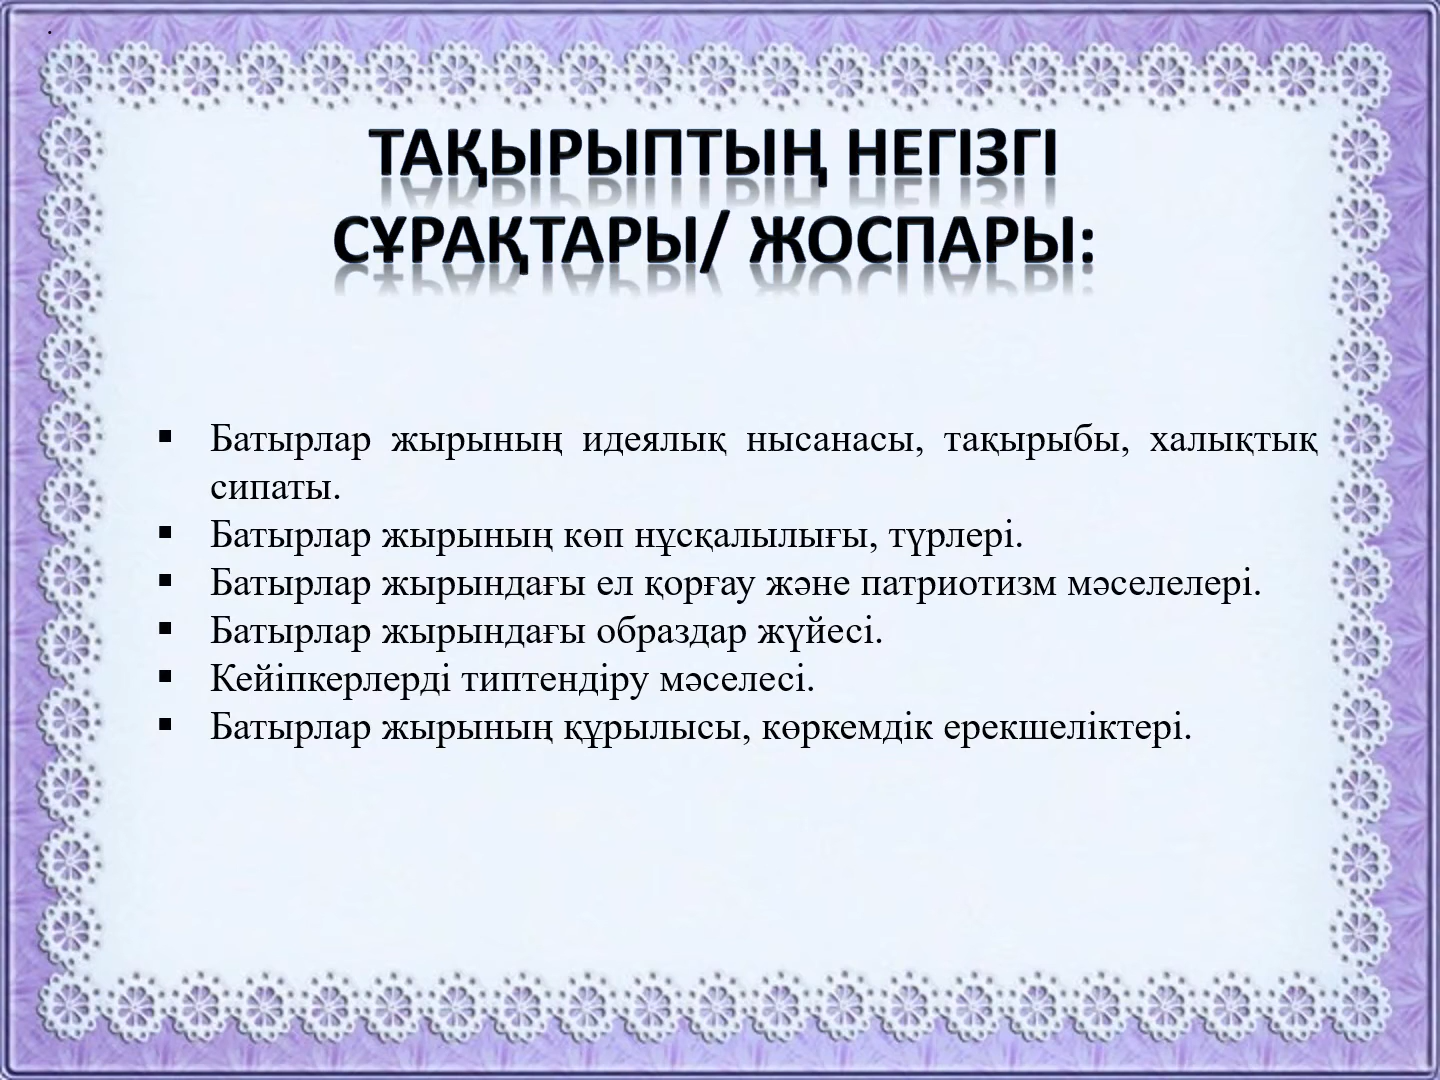 .
ТАҚЫРЫПТЫҢ НЕГІЗГІ
СҰРАҚТАРЫ/ ЖОСПАРЫ:
▪ Батырлар жырының идеялық нысанасы, тақырыбы, халықтық
сипаты.
▪ Батырлар жырының көп нұсқалылығы, түрлері.
▪ Батырлар жырындағы ел қорғау және патриотизм мәселелері.
▪ Батырлар жырындағы образдар жүйесі.
▪ Кейіпкерлерді типтендіру мәселесі.
▪ Батырлар жырының құрылысы, көркемдік ерекшеліктері.